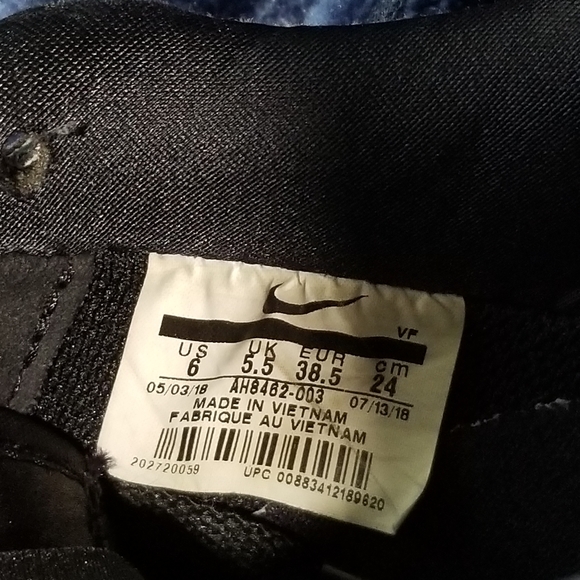 VF
US UK EUR cm
6 5.5 38.5 24
05/03/18 AH8462-003 07/13/18
MADE IN VIETNAM
FABRIQUE AU VIETNAM
202720059 UPC 00883412189620